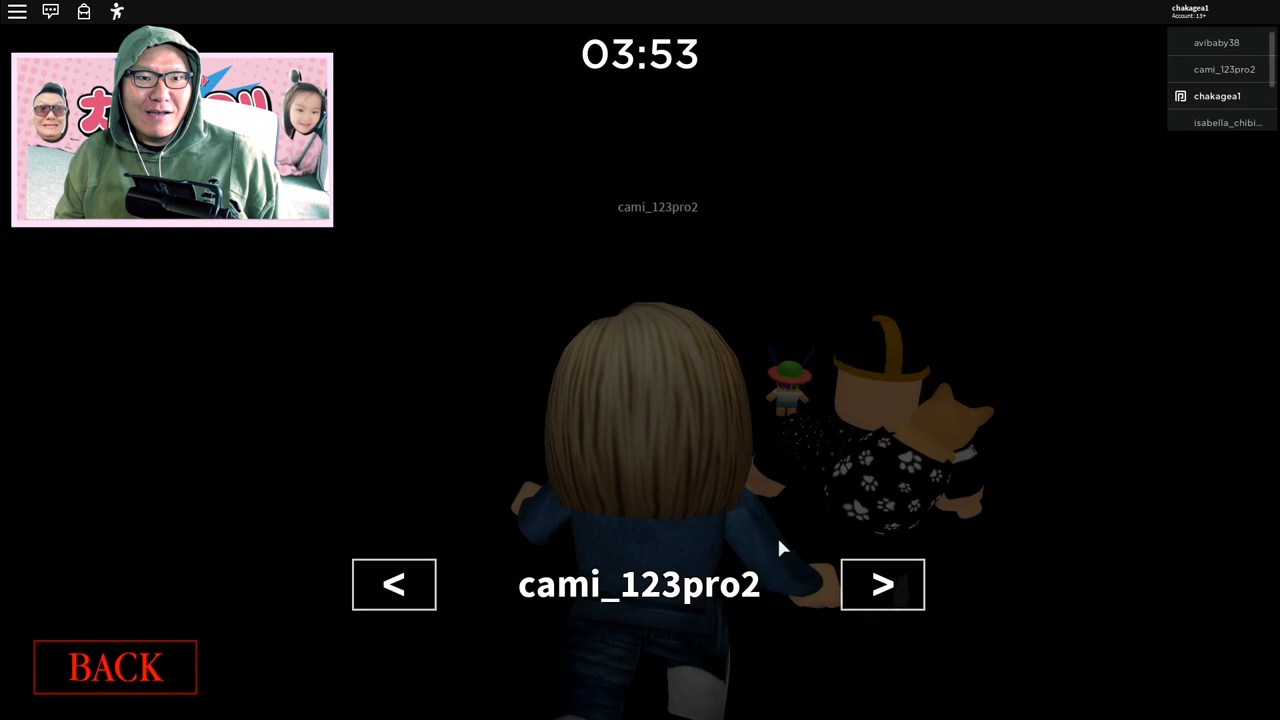 chakagea1
Account: 13+
avibaby38
cami_123pro2
chakagea1
isabella_chibi...
03:53
cami_123pro2
<
cami_123pro2
>
BACK